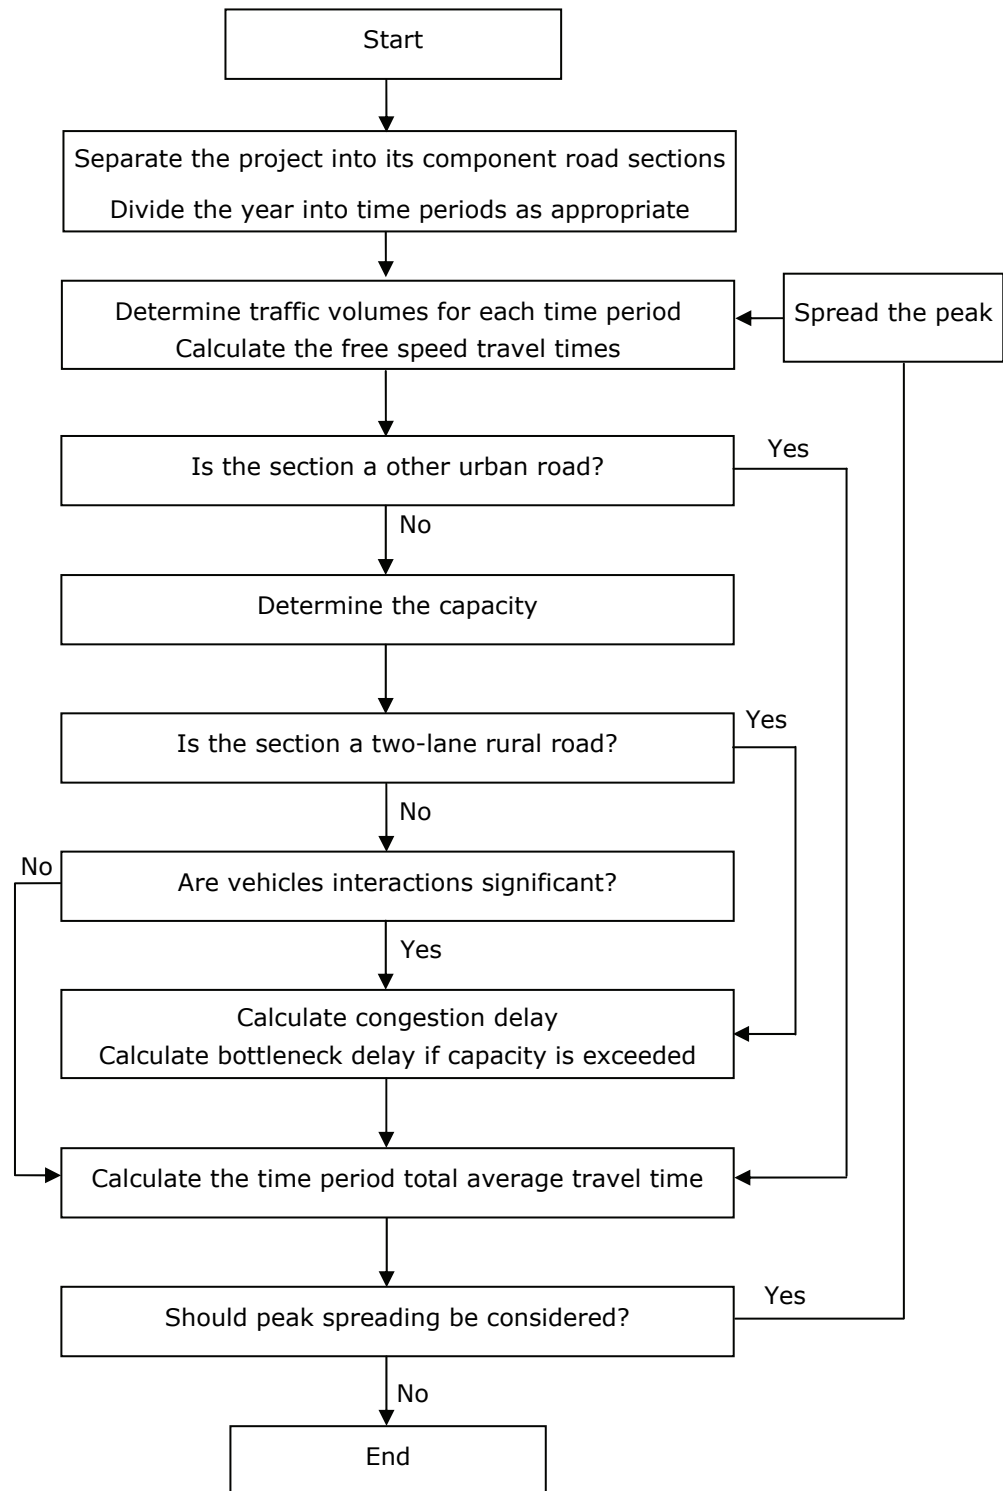 Start
Separate the project into its component road sections
Divide the year into time periods as appropriate
Determine traffic volumes for each time period
Calculate the free speed travel times
Spread the peak
Is the section a other urban road?
Yes
No
Determine the capacity
Is the section a two-lane rural road?
Yes
No
Are vehicles interactions significant?
No
Yes
Calculate congestion delay
Calculate bottleneck delay if capacity is exceeded
Calculate the time period total average travel time
Should peak spreading be considered?
Yes
No
End